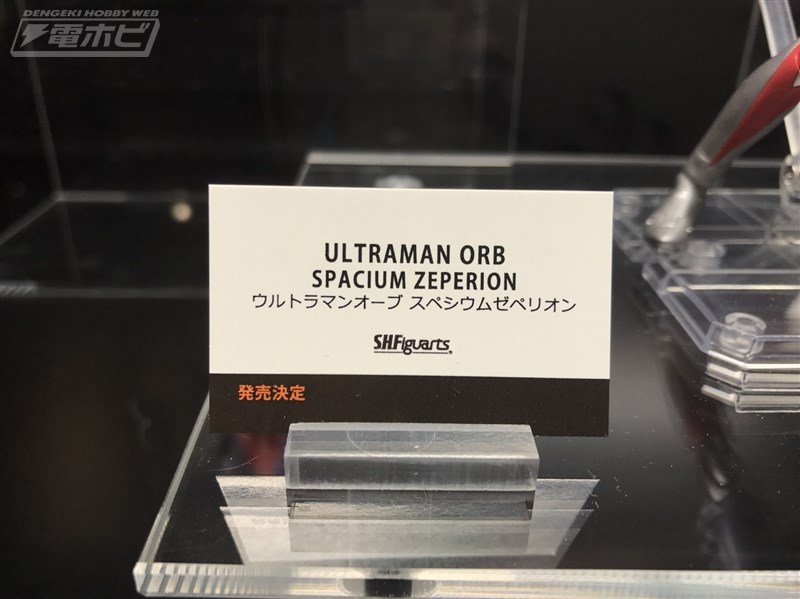 DENGEKI HOBBY WEB
電ホビ
ULTRAMAN ORB
SPACIUM ZEPERION
ウルトラマンオーブ スペシウムゼペリオン
S.H.Figuarts
発売決定